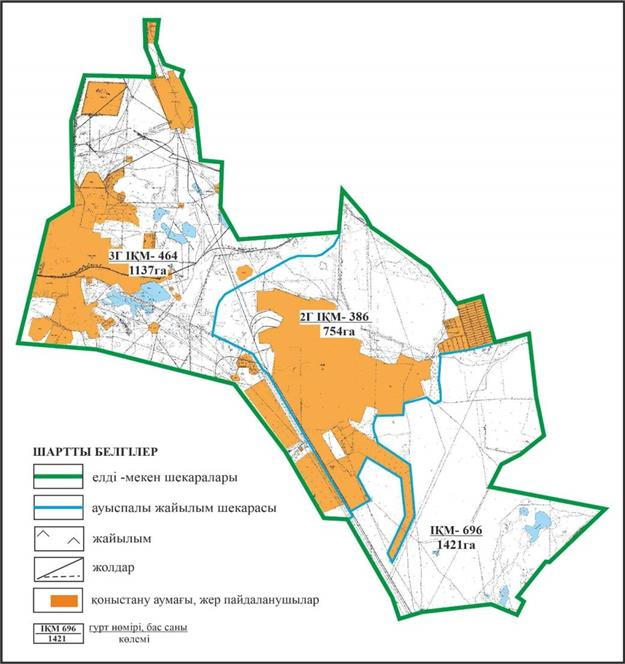 3Г ІҚМ- 464
1137га
2Г ІҚМ- 386
754га
ІҚМ- 696
1421га
ШАРТТЫ БЕЛГІЛЕР
елді -мекен шекаралары
ауыспалы жайылым шекарасы
жайылым
жолдар
қоныстану аумағы, жер пайдаланушылар
ІҚМ 696
1421
гурт нөмірі, бас саны
көлемі